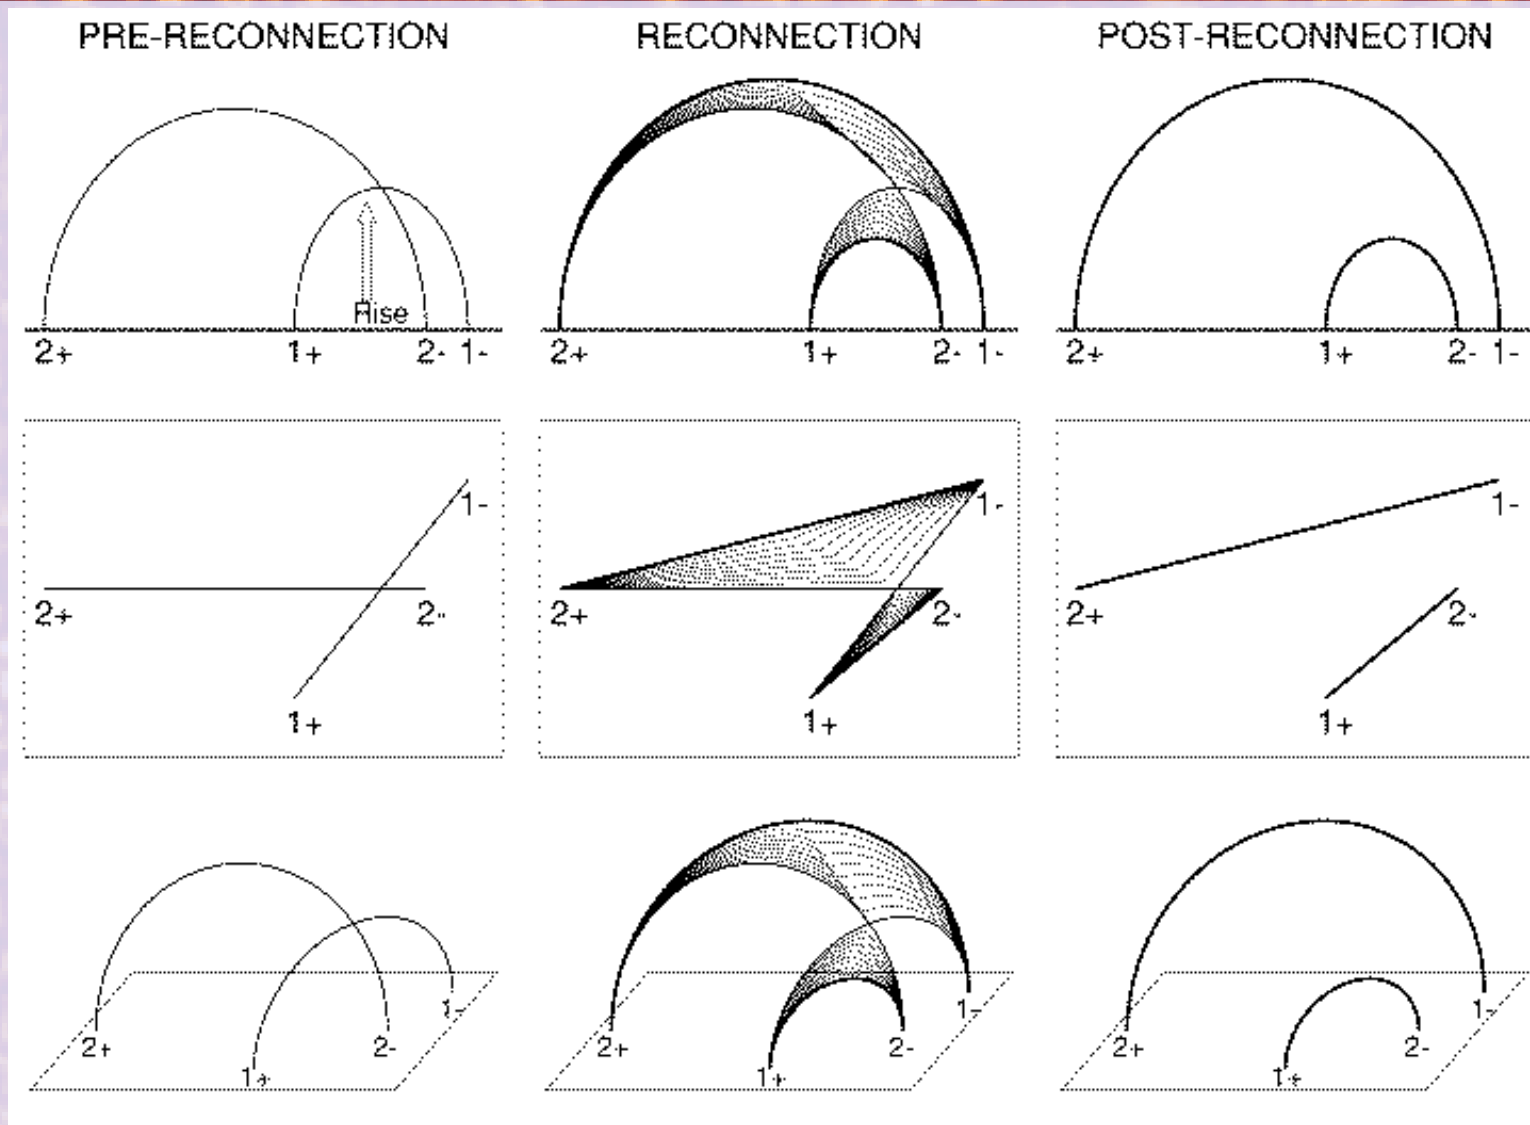 PRE-RECONNECTION RECONNECTION POST-RECONNECTION
Rise
2+ 1+ 2- 1- 2+ 1+ 2- 1- 2+ 1+ 2- 1-
1- 1- 1-
2+ 2- 2+ 2- 2+ 2-
1+ 1+ 1+
1- 1- 1-
2+ 2- 2+ 2- 2+ 2-
1+ 1+ 1+